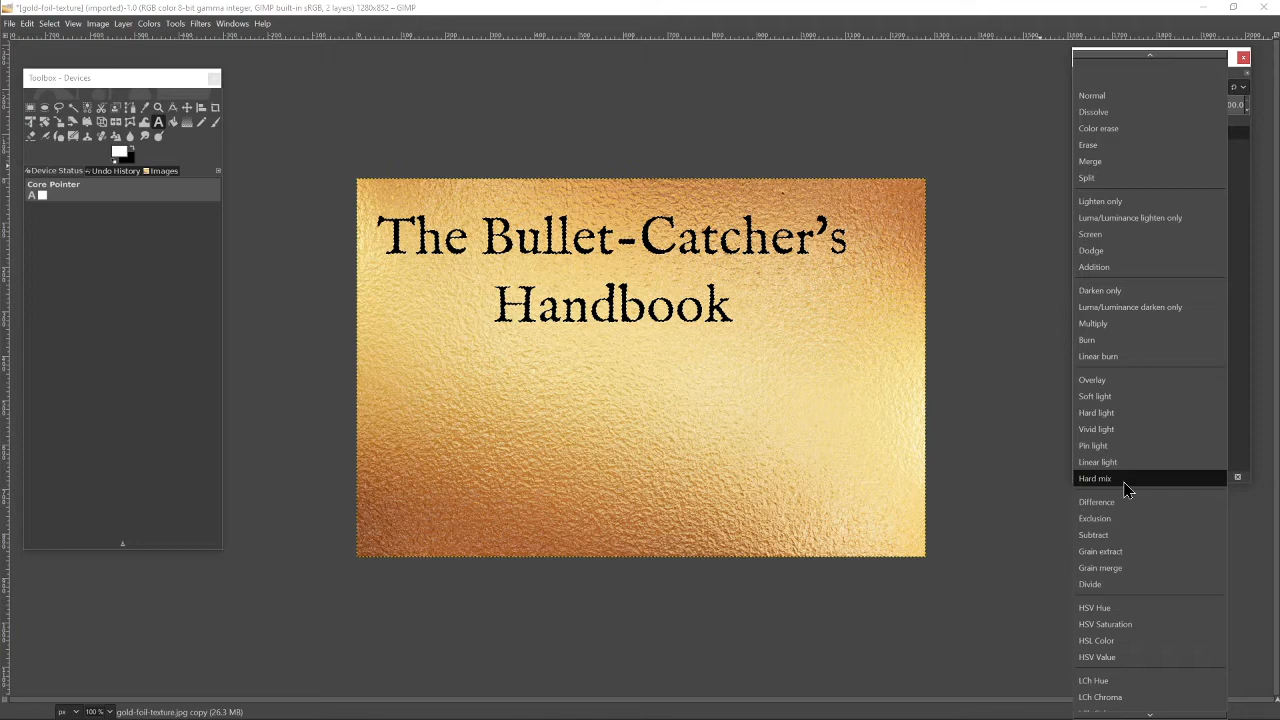 *[gold-foil-texture] (imported)-1.0 (RGB color 8-bit gamma integer, GIMP built-in sRGB, 2 layers) 1280x852 – GIMP
File Edit Select View Image Layer Colors Tools Filters Windows Help
Toolbox - Devices
Device Status Undo History Images
Core Pointer
A
The Bullet-Catcher's
Handbook
00.0
Normal
Dissolve
Color erase
Erase
Merge
Split
Lighten only
Luma/Luminance lighten only
Screen
Dodge
Addition
Darken only
Luma/Luminance darken only
Multiply
Burn
Linear burn
Overlay
Soft light
Hard light
Vivid light
Pin light
Linear light
Hard mix
Difference
Exclusion
Subtract
Grain extract
Grain merge
Divide
HSV Hue
HSV Saturation
HSL Color
HSV Value
LCh Hue
LCh Chroma
px 100 % gold-foil-texture.jpg copy (26.3 MB)